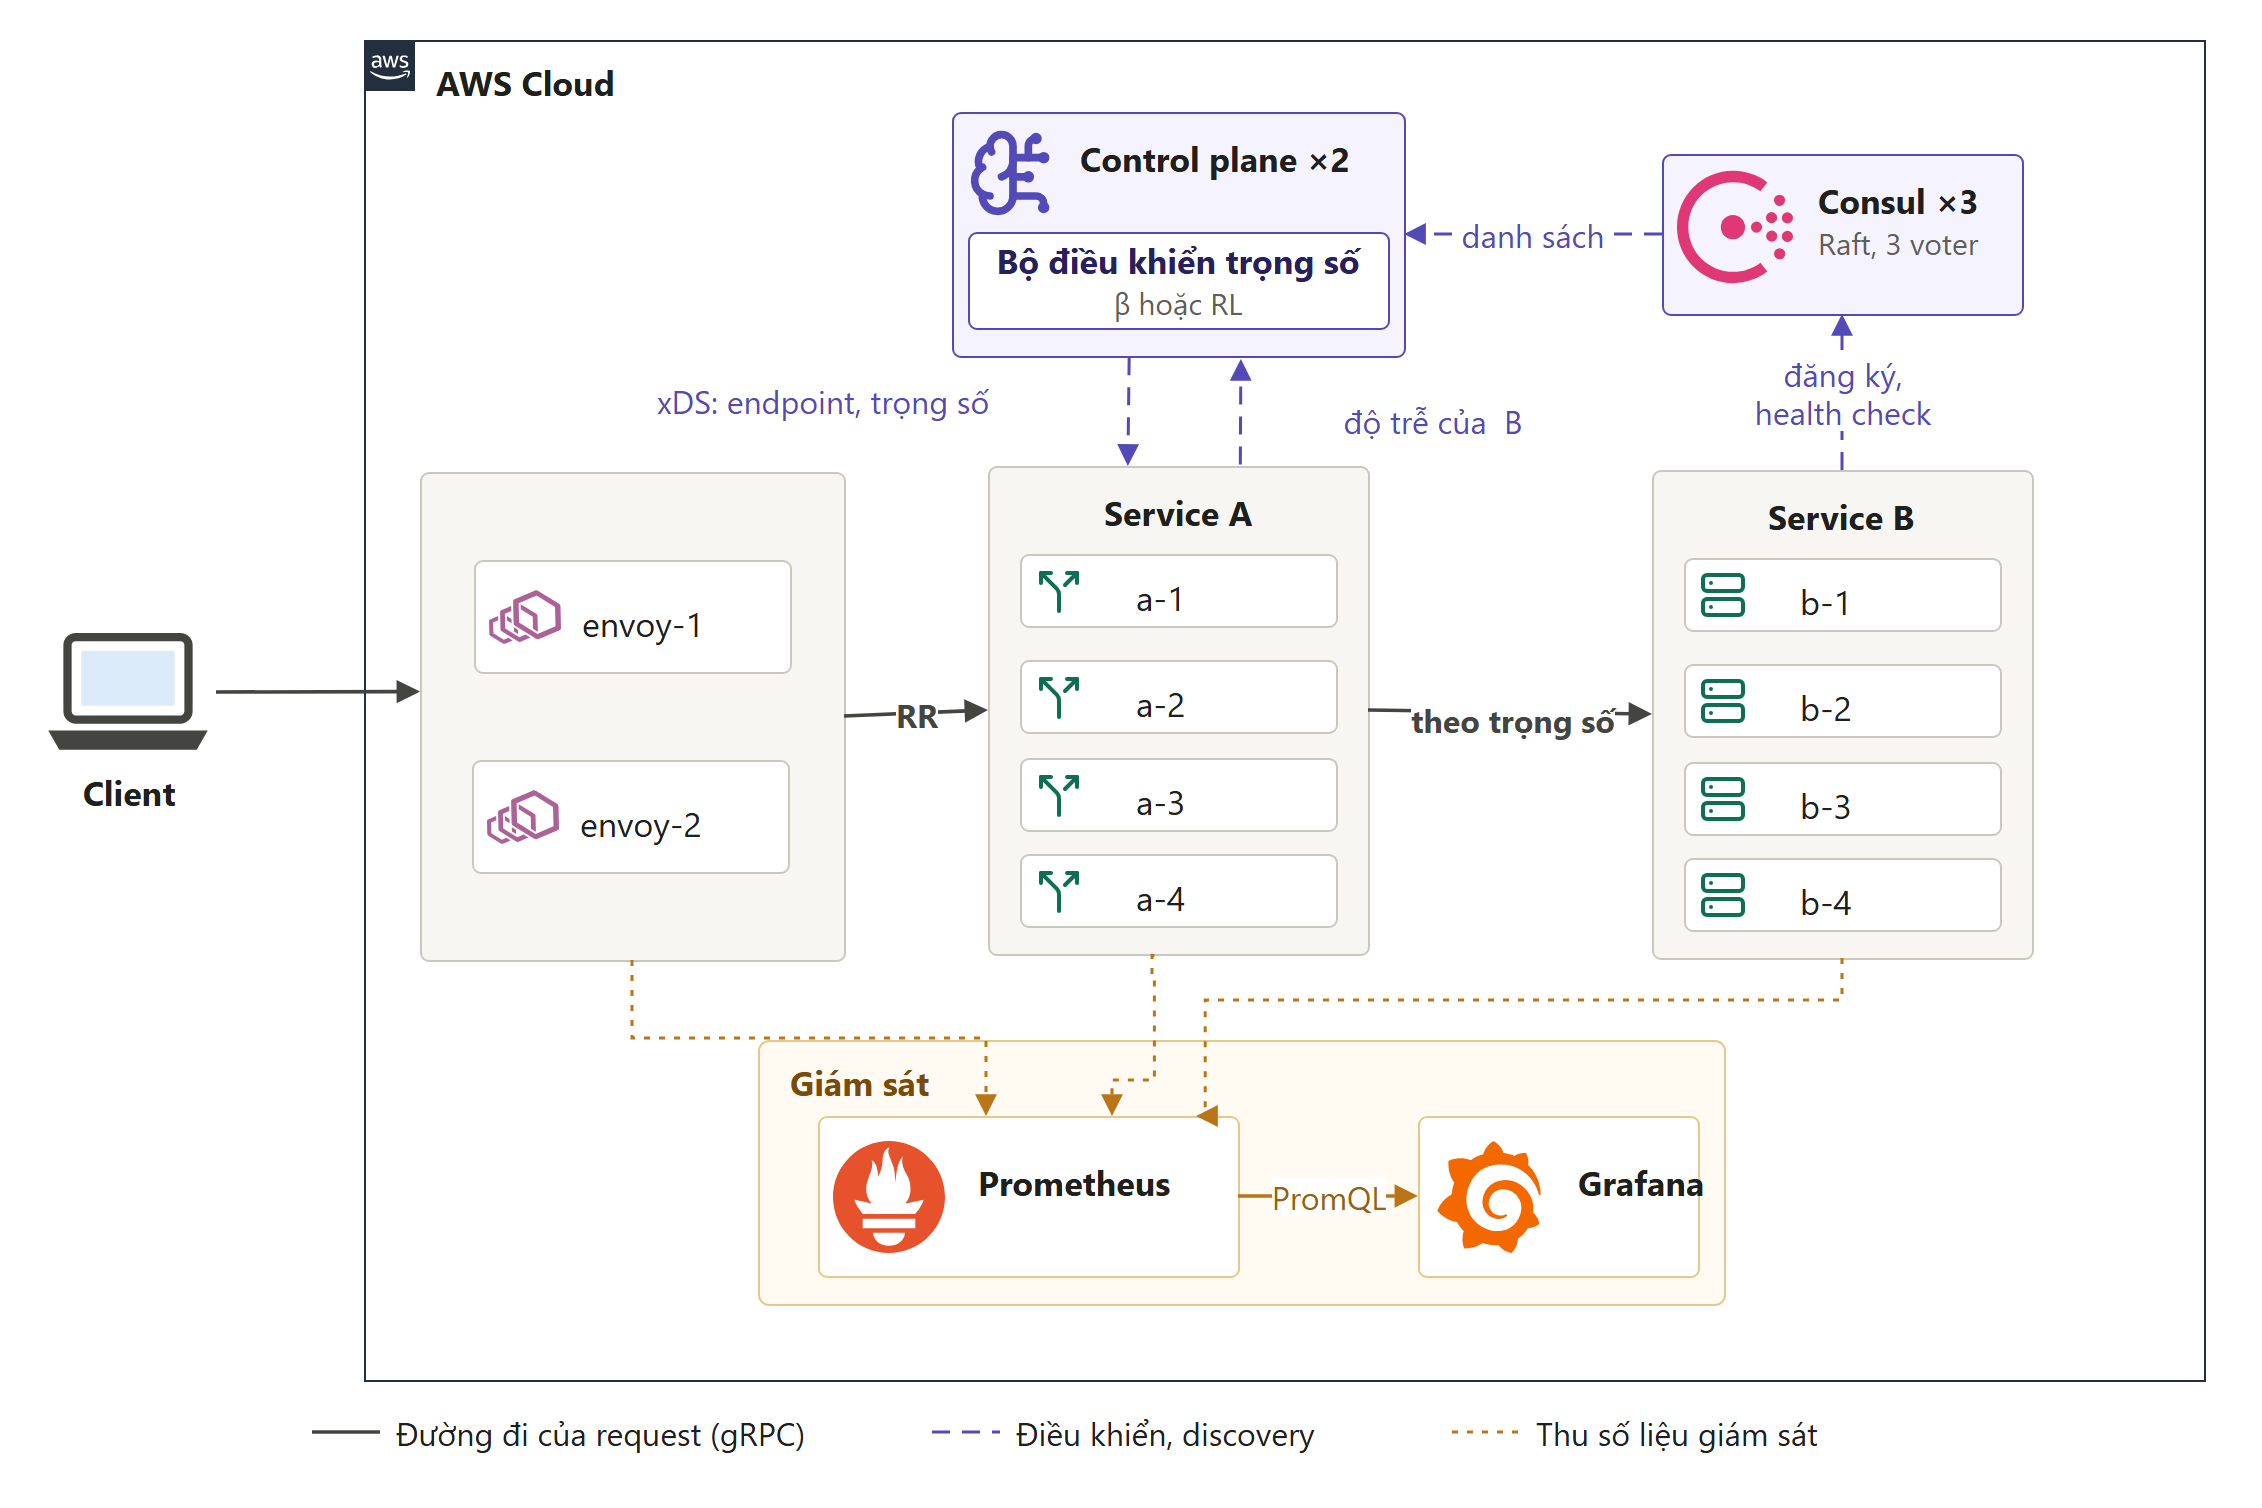 aws
AWS Cloud
Control plane ×2
Bộ điều khiển trọng số
β hoặc RL
danh sách
Consul ×3
Raft, 3 voter
xDS: endpoint, trọng số
độ trễ của  B
đăng ký,
health check
Client
envoy-1
envoy-2
RR
Service A
a-1
a-2
a-3
a-4
theo trọng số
Service B
b-1
b-2
b-3
b-4
Giám sát
Prometheus
PromQL
Grafana
Đường đi của request (gRPC)
Điều khiển, discovery
Thu số liệu giám sát